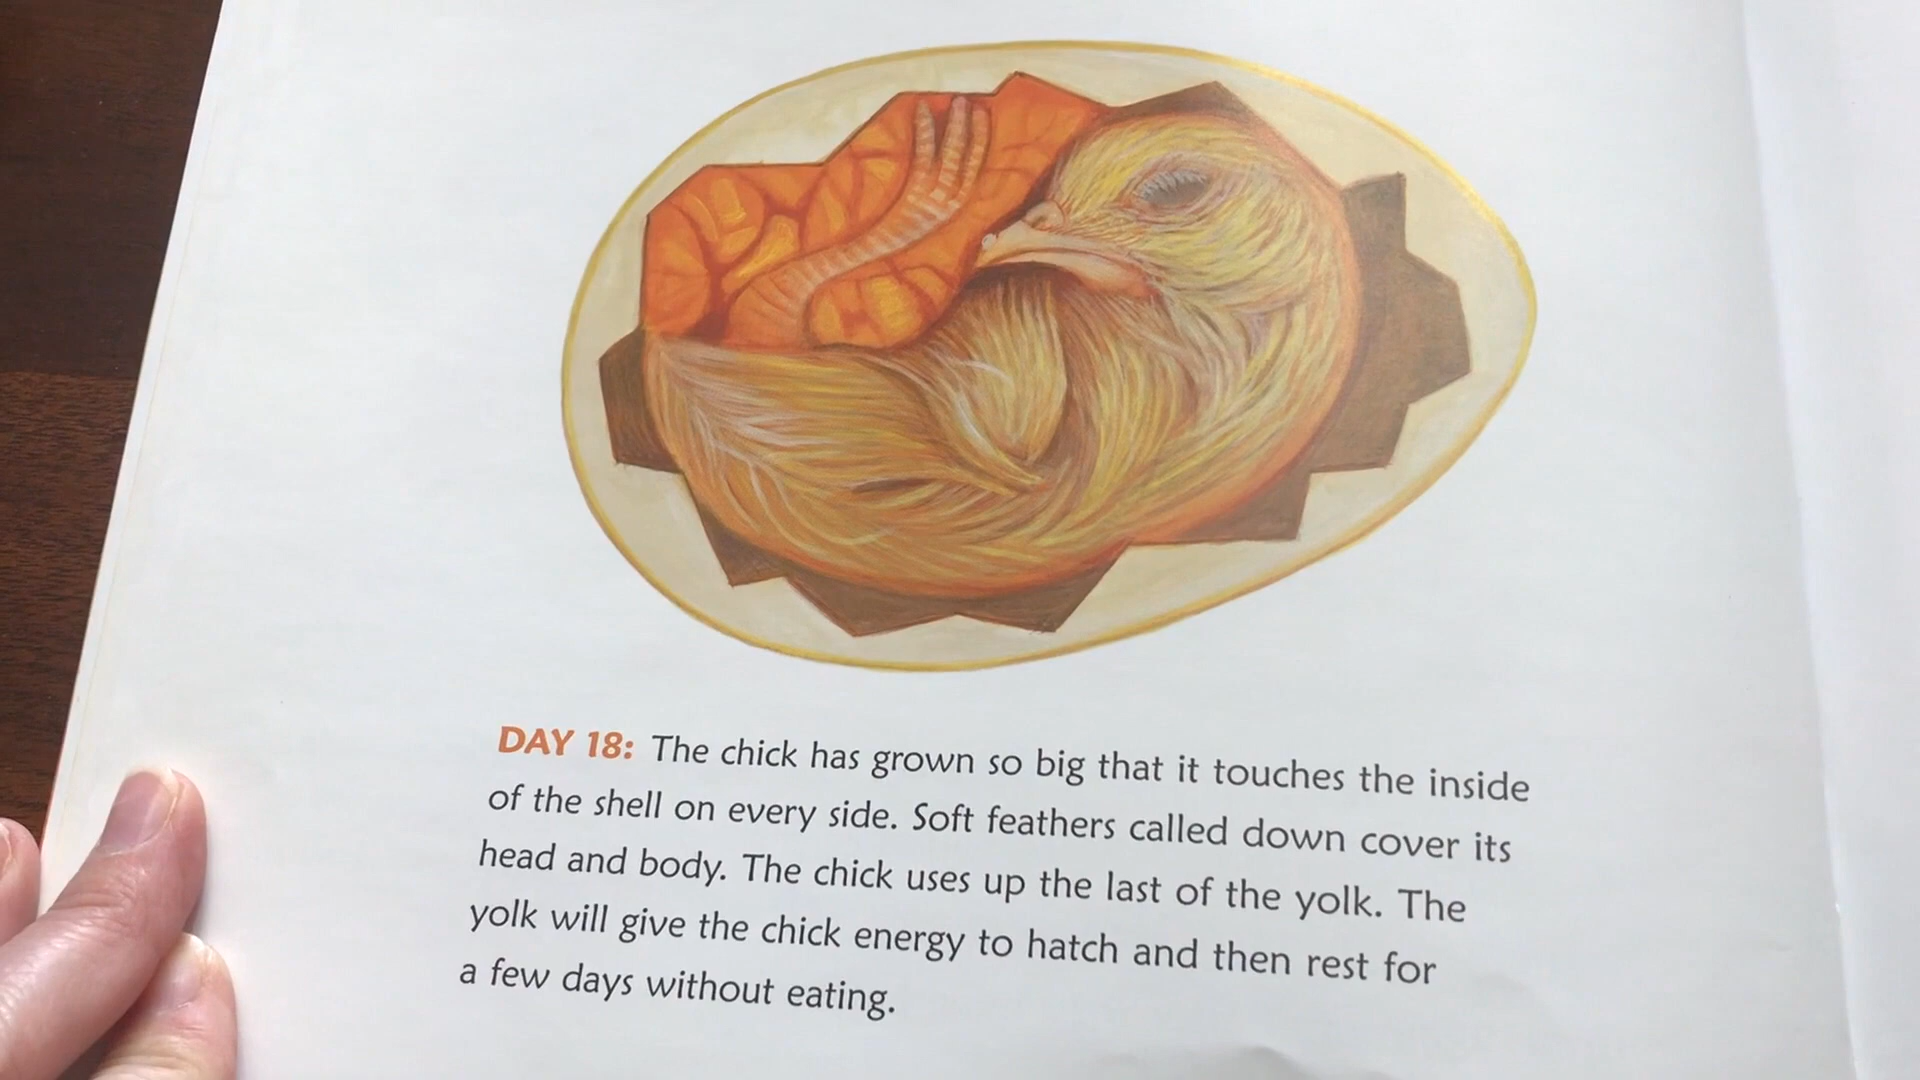 DAY 18: The chick has grown so big that it touches the inside
of the shell on every side. Soft feathers called down cover its
head and body. The chick uses up the last of the yolk. The
yolk will give the chick energy to hatch and then rest for
a few days without eating.